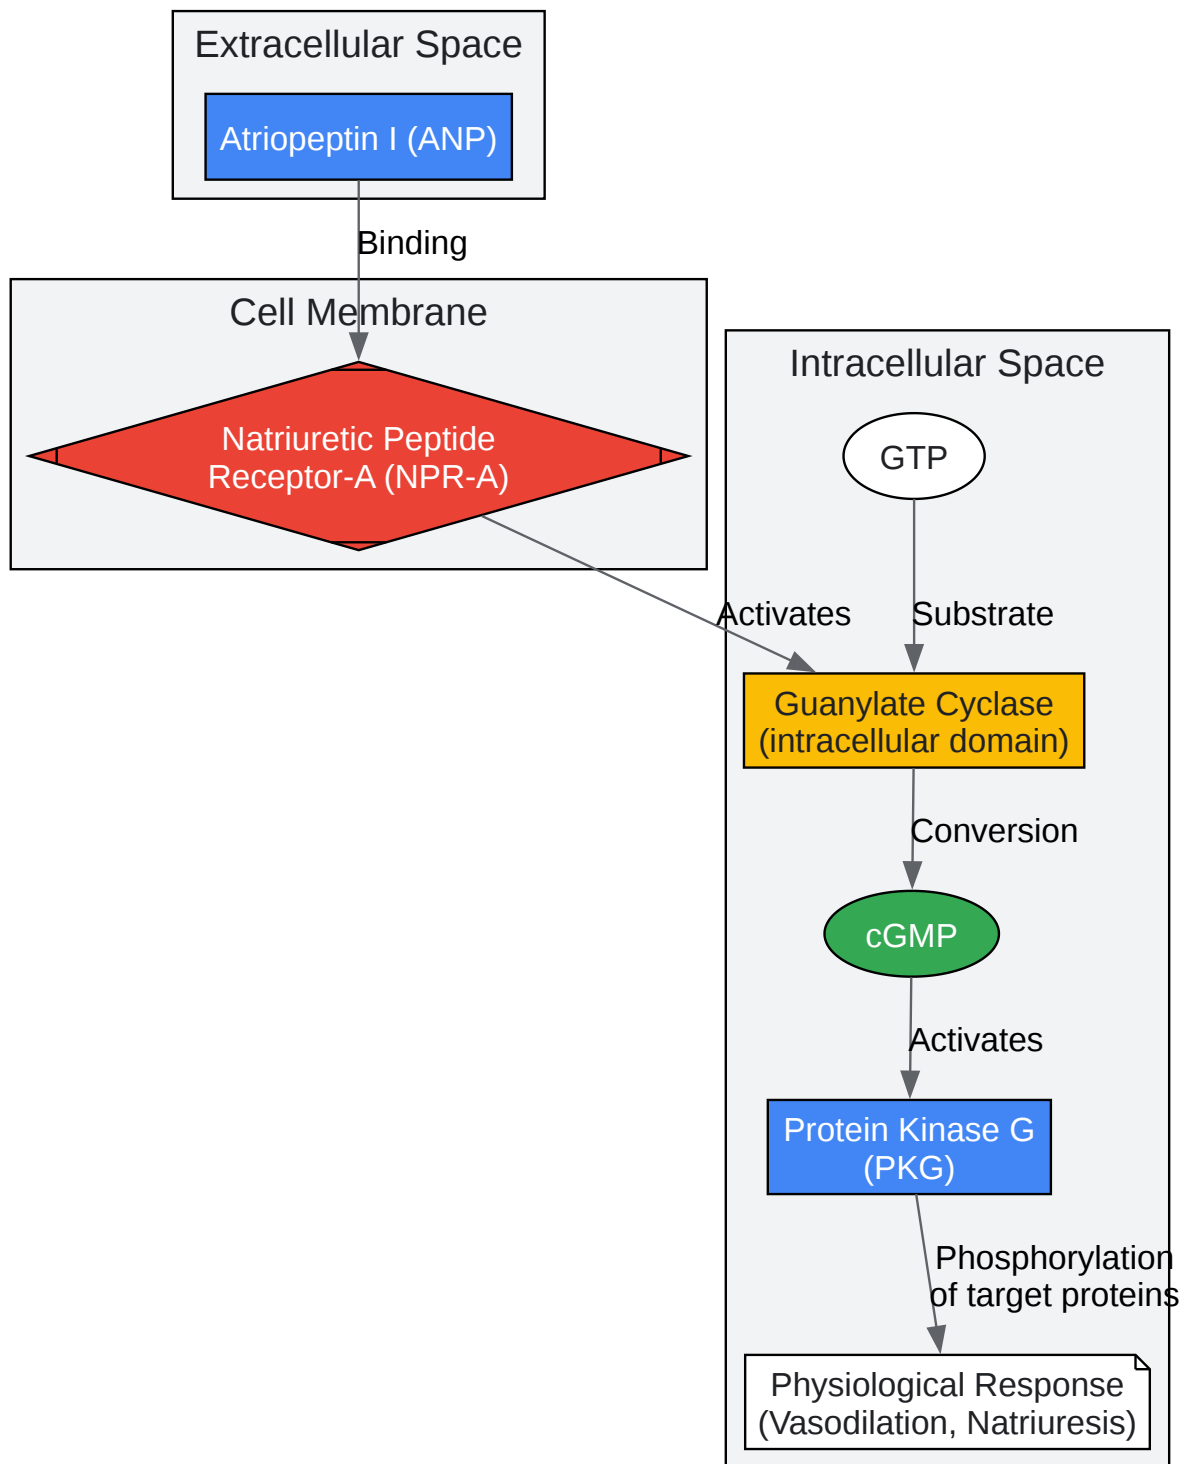 Extracellular Space
Atriopeptin I (ANP)
Binding
Cell Membrane
Natriuretic Peptide
Receptor-A (NPR-A)
Intracellular Space
GTP
Activates
Substrate
Guanylate Cyclase
(intracellular domain)
Conversion
cGMP
Activates
Protein Kinase G
(PKG)
Phosphorylation
of target proteins
Physiological Response
(Vasodilation, Natriuresis)